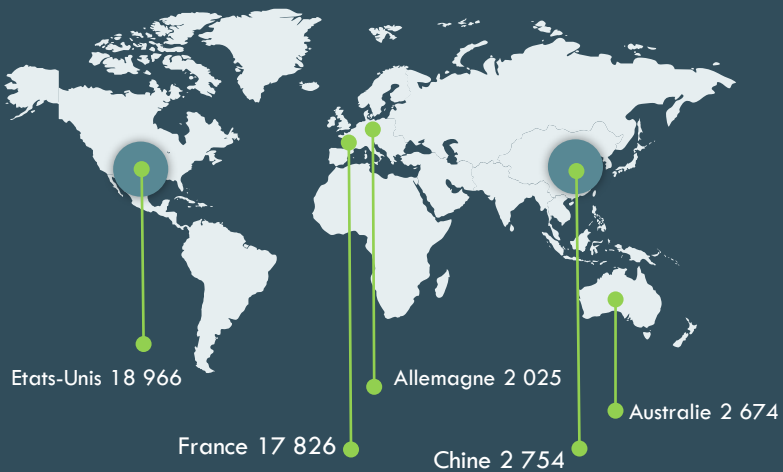 Etats-Unis 18 966
Allemagne 2 025
Australie 2 674
France 17 826
Chine 2 754